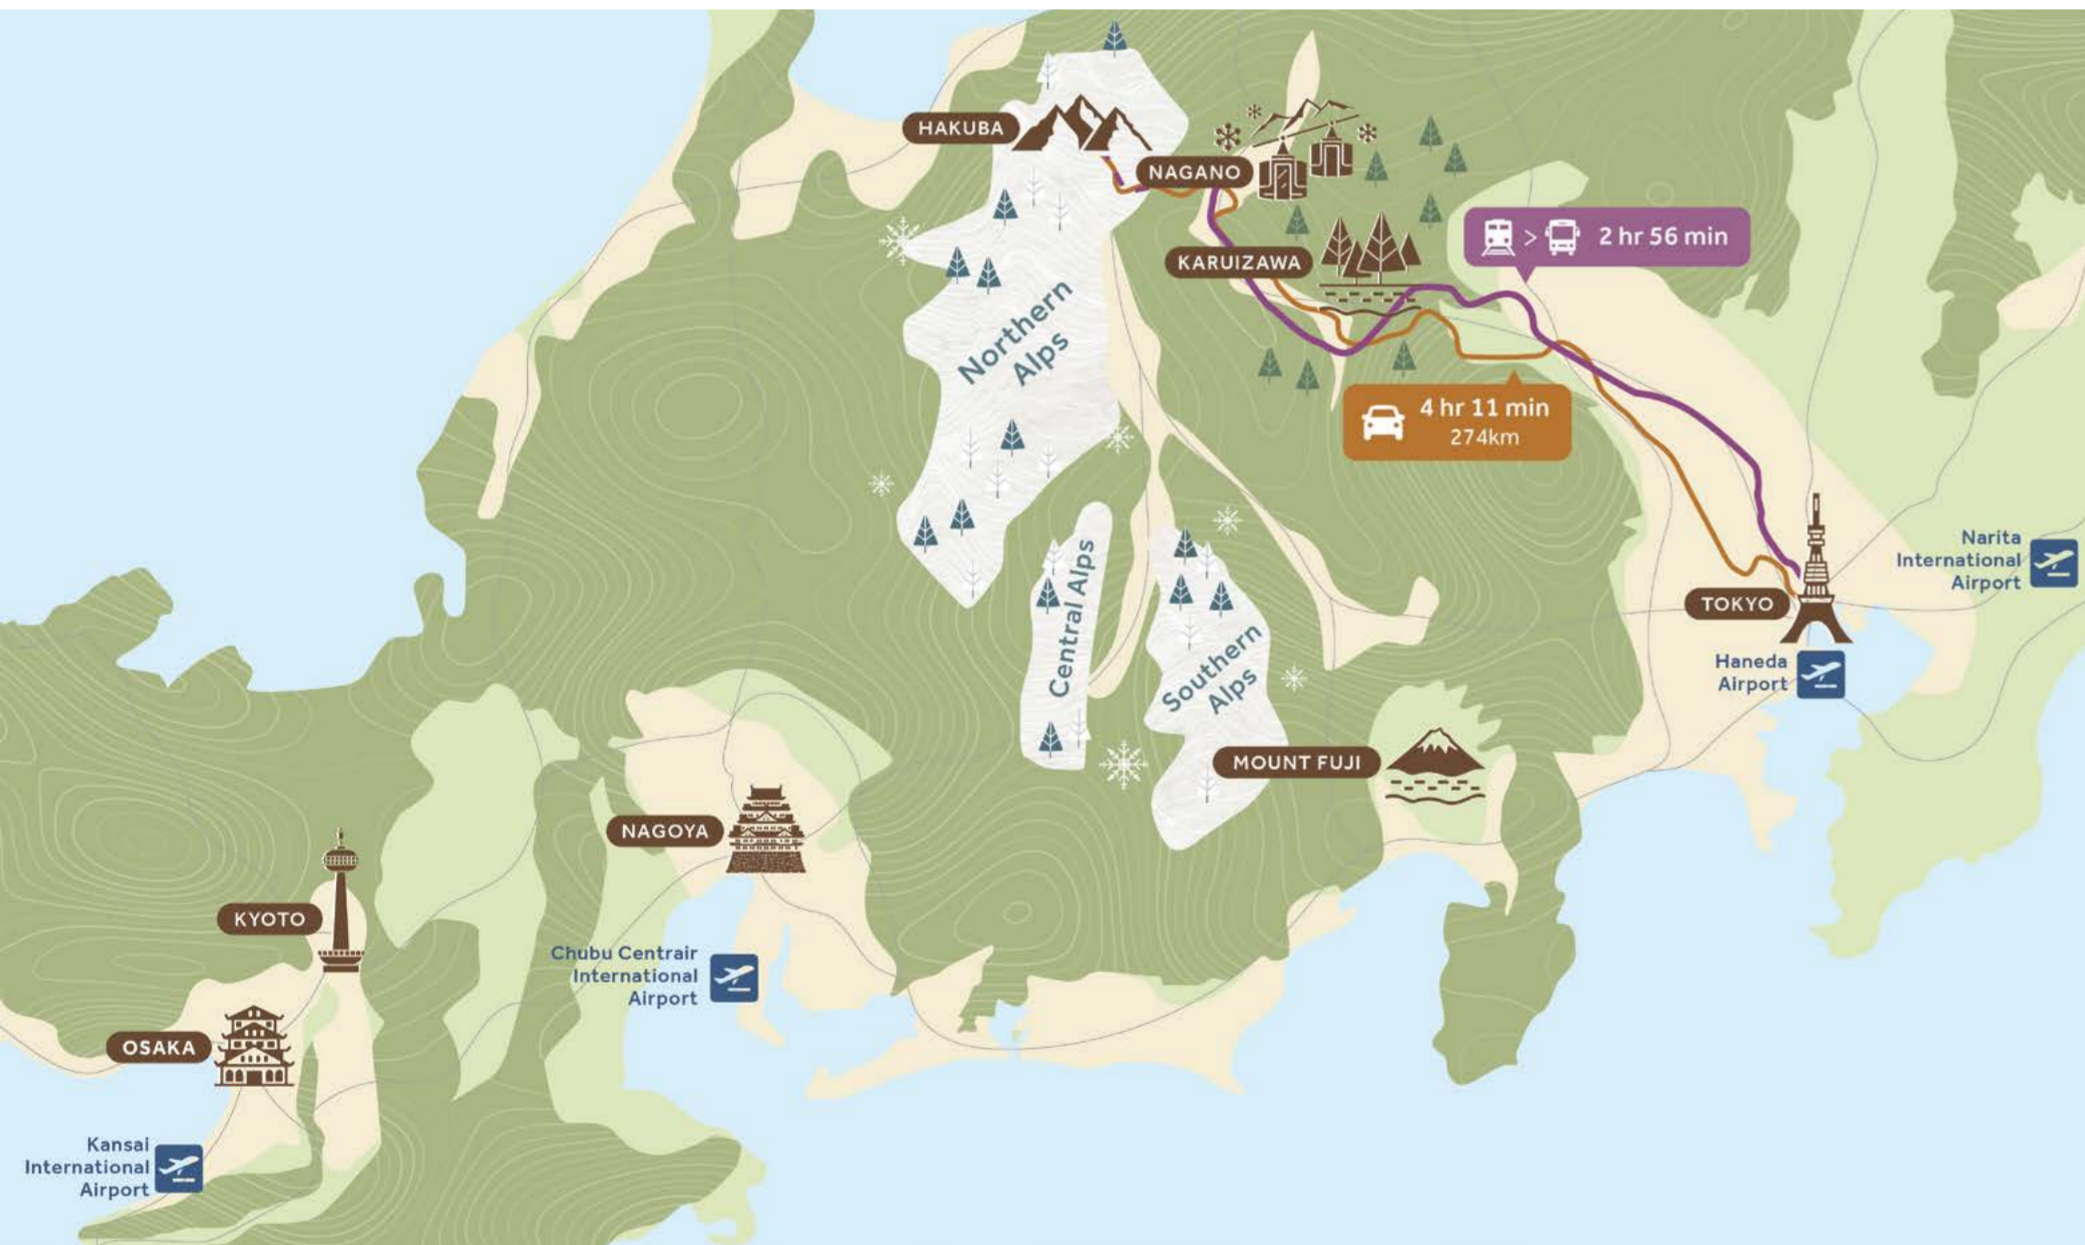 HAKUBA
NAGANO
KARUIZAWA
> 2 hr 56 min
Northern
Alps
4 hr 11 min
274km
Narita
International
Airport
TOKYO
Haneda
Airport
Central Alps
Southern
Alps
MOUNT FUJI
NAGOYA
KYOTO
Chubu Centrair
International
Airport
OSAKA
Kansai
International
Airport